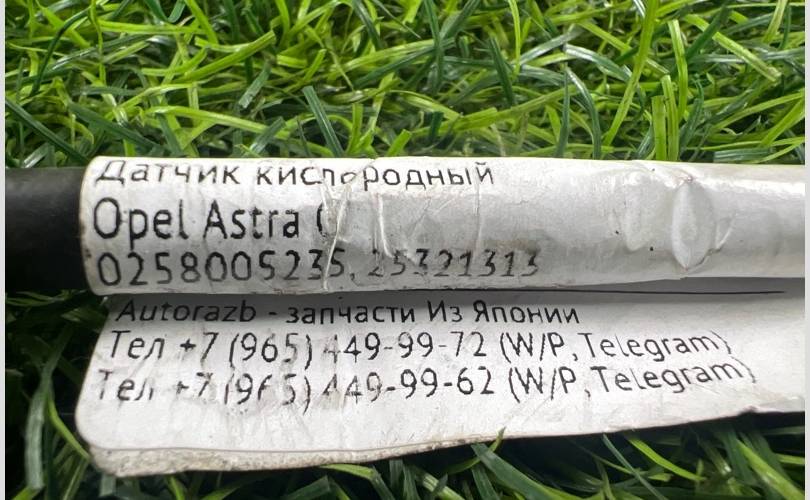 Датчик кислородный
Opel Astra
0258005235, 25321313
Autorazb - запчасти Из Японии
Тел +7 (965) 449-99-72 (W/P, Telegram)
Тел +7 (965) 449-99-62 (W/P, Telegram)